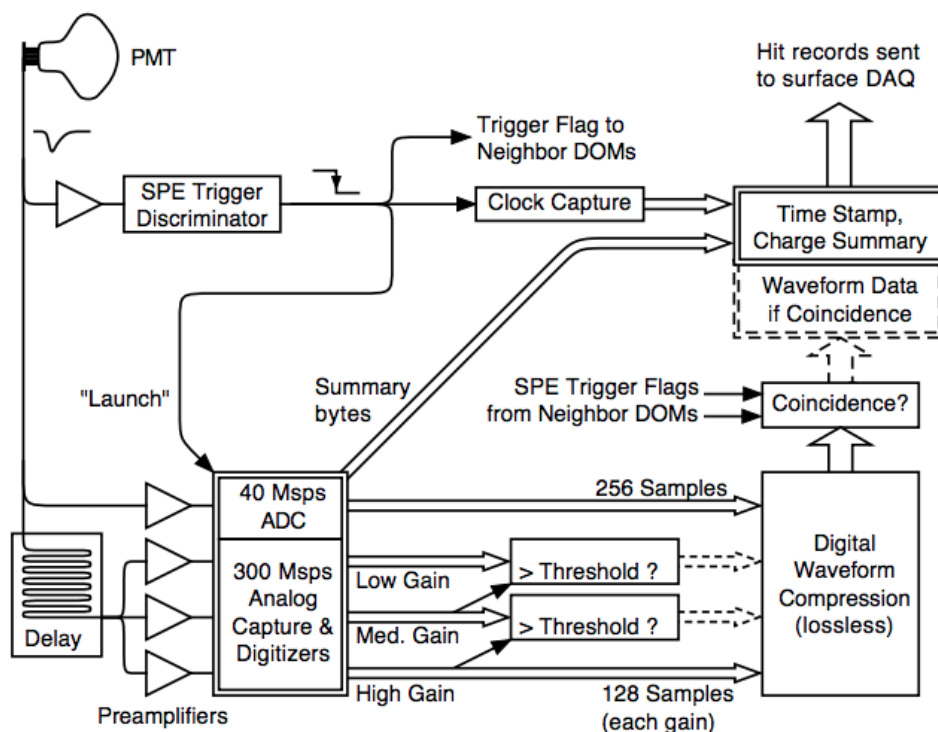 PMT
Hit records sent
to surface DAQ
Trigger Flag to
Neighbor DOMs
SPE Trigger
Discriminator
Clock Capture
Time Stamp,
Charge Summary
Waveform Data
if Coincidence
"Launch"
Summary
bytes
SPE Trigger Flags
from Neighbor DOMs
Coincidence?
40 Msps
ADC
256 Samples
300 Msps
Analog
Capture &
Digitizers
Low Gain
> Threshold ?
Med. Gain
> Threshold ?
High Gain
128 Samples
(each gain)
Digital
Waveform
Compression
(lossless)
Delay
Preamplifiers